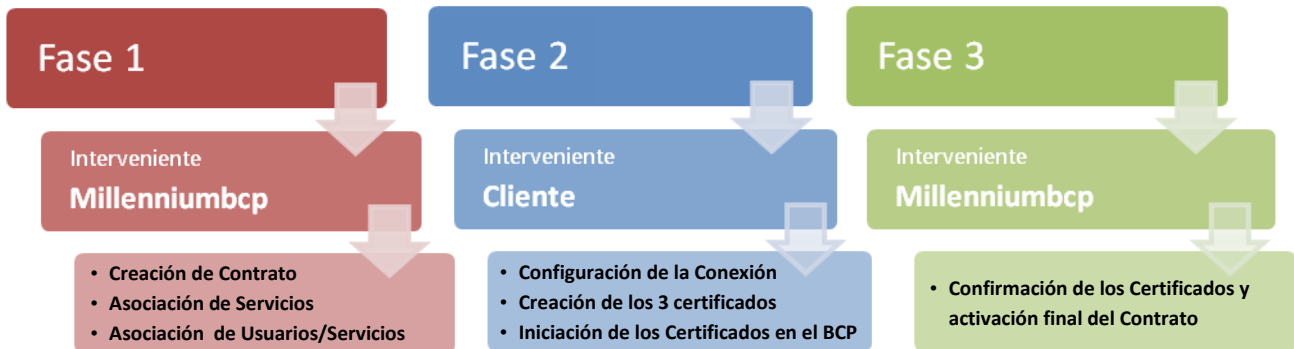 Fase 1
Interveniente
Millenniumbcp
• Creación de Contrato
• Asociación de Servicios
• Asociación de Usuarios/Servicios
Fase 2
Interveniente
Cliente
• Configuración de la Conexión
• Creación de los 3 certificados
• Iniciación de los Certificados en el BCP
Fase 3
Interveniente
Millenniumbcp
• Confirmación de los Certificados y
activación final del Contrato